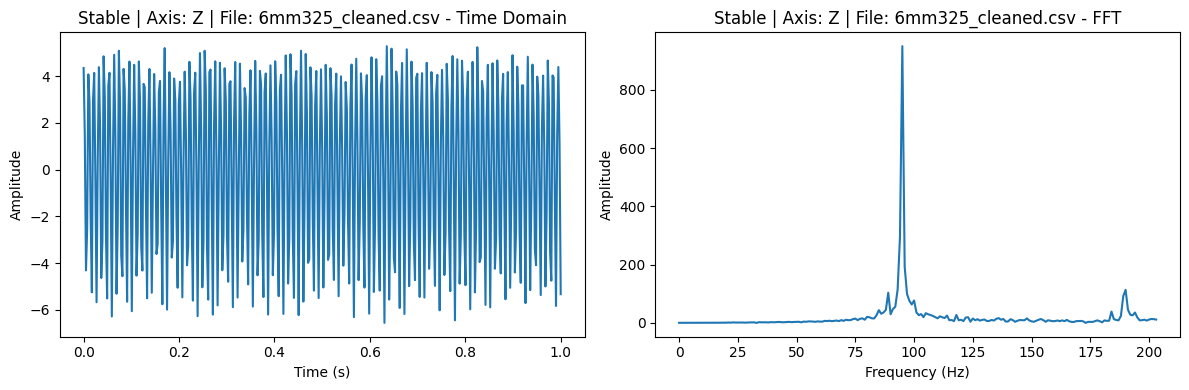 Stable | Axis: Z | File: 6mm325_cleaned.csv - Time Domain
Amplitude
4
2
0
−2
−4
−6
0.0 0.2 0.4 0.6 0.8 1.0
Time (s)
Stable | Axis: Z | File: 6mm325_cleaned.csv - FFT
Amplitude
800
600
400
200
0
0 25 50 75 100 125 150 175 200
Frequency (Hz)